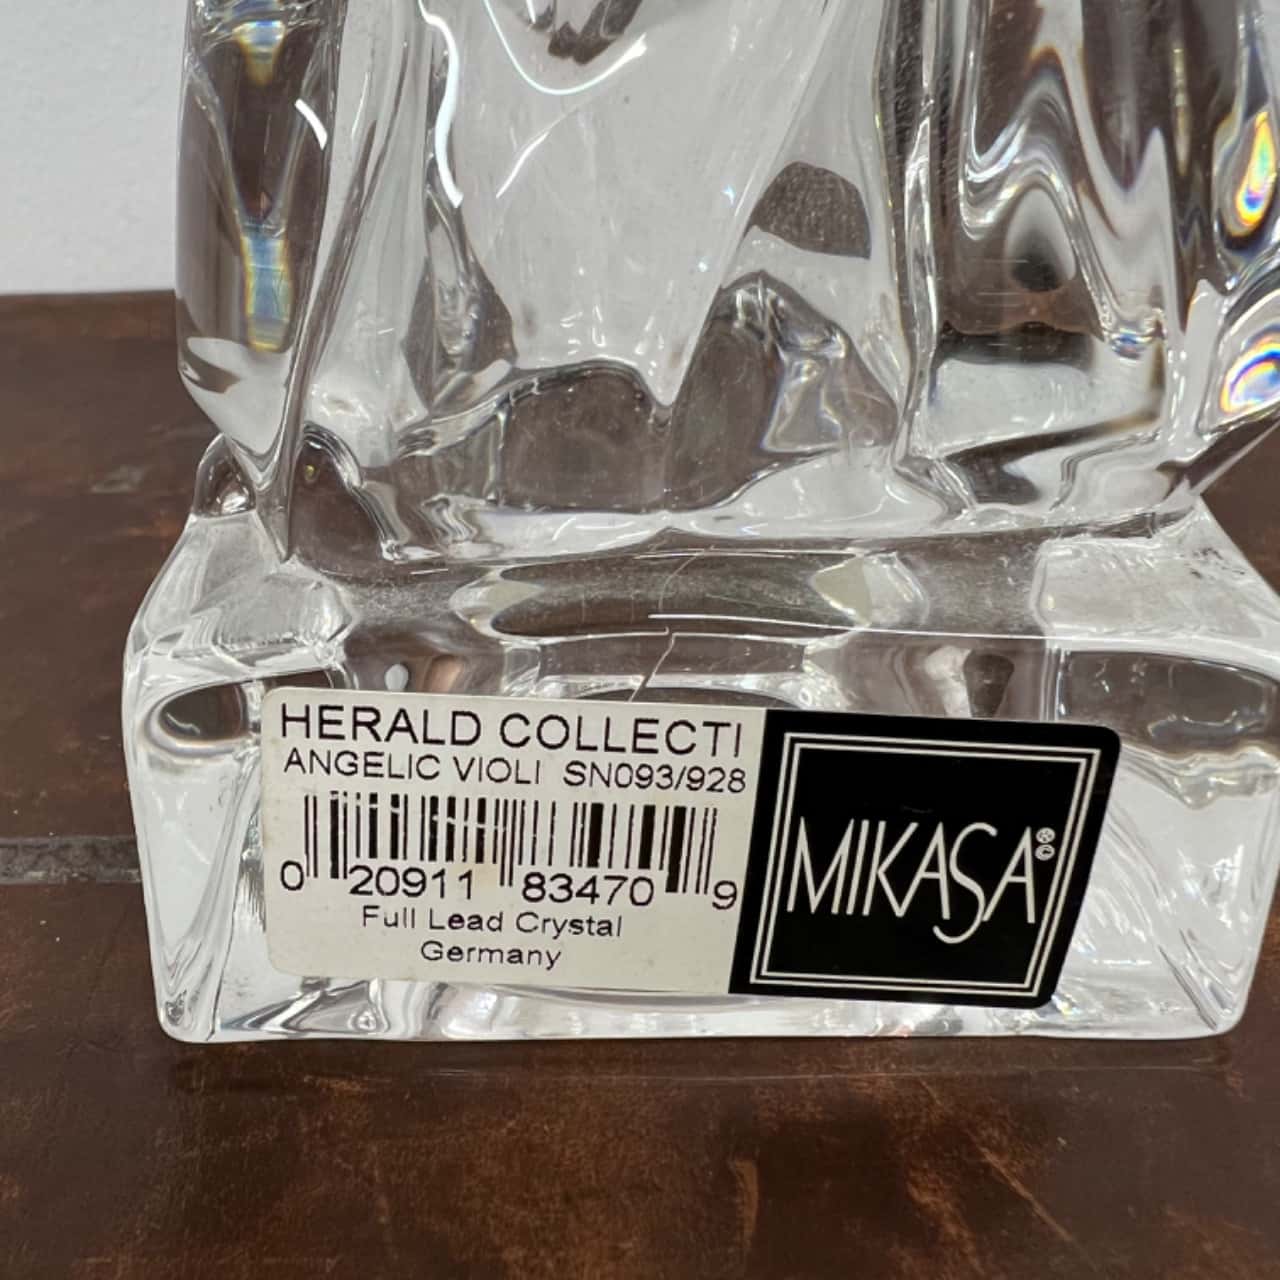 HERALD COLLECTI
ANGELIC VIOLI SN093/928
0 20911 83470 9
Full Lead Crystal
Germany
MIKASA®©